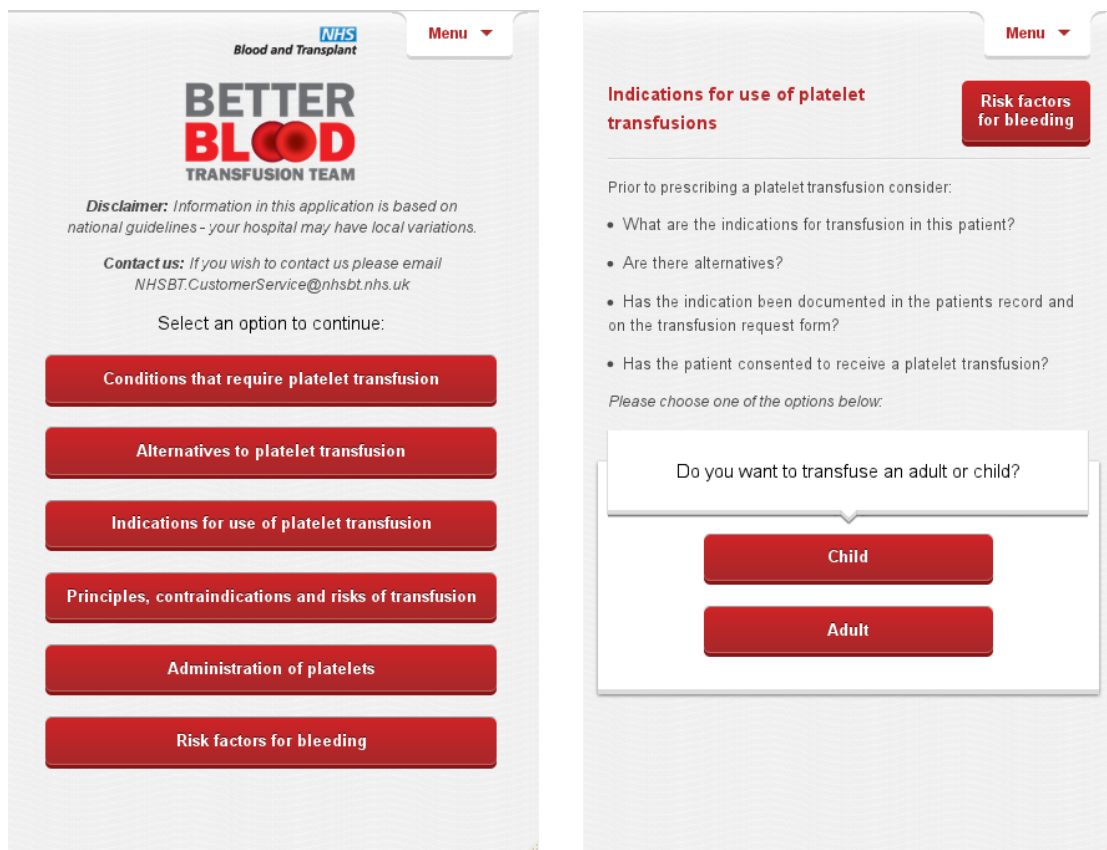 NHS
Blood and Transplant
Menu
BETTER
BLOOD
TRANSFUSION TEAM
Disclaimer: Information in this application is based on
national guidelines - your hospital may have local variations.
Contact us: If you wish to contact us please email
NHSBT.CustomerService@nhsbt.nhs.uk
Select an option to continue:
Conditions that require platelet transfusion
Alternatives to platelet transfusion
Indications for use of platelet transfusion
Principles, contraindications and risks of transfusion
Administration of platelets
Risk factors for bleeding
Menu
Indications for use of platelet
transfusions
Risk factors
for bleeding
Prior to prescribing a platelet transfusion consider:
• What are the indications for transfusion in this patient?
• Are there alternatives?
• Has the indication been documented in the patients record and
on the transfusion request form?
• Has the patient consented to receive a platelet transfusion?
Please choose one of the options below:
Do you want to transfuse an adult or child?
Child
Adult